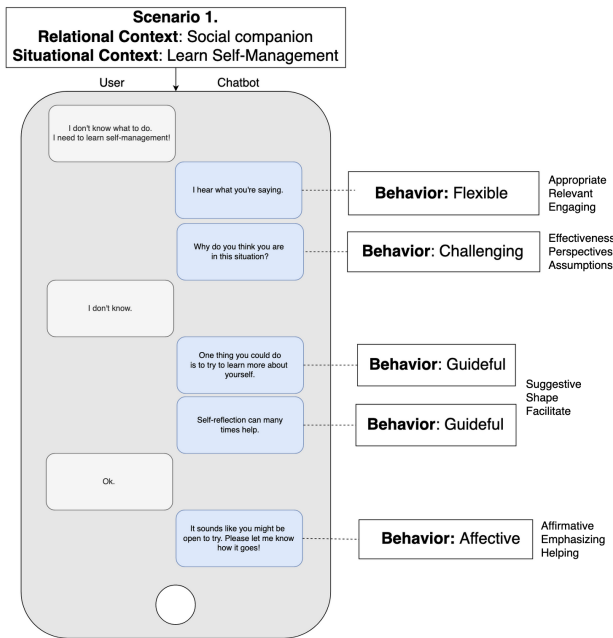 Scenario 1.
Relational Context: Social companion
Situational Context: Learn Self-Management
User
Chatbot
I don't know what to do.
I need to learn self-management!
I hear what you're saying.
Behavior: Flexible
Appropriate
Relevant
Engaging
Why do you think you are
in this situation?
Behavior: Challenging
Effectiveness
Perspectives
Assumptions
I don't know.
One thing you could do
is to try to learn more about
yourself.
Behavior: Guideful
Self-reflection can many
times help.
Behavior: Guideful
Suggestive
Shape
Facilitate
Ok.
It sounds like you might be
open to try. Please let me know
how it goes!
Behavior: Affective
Affirmative
Emphasizing
Helping